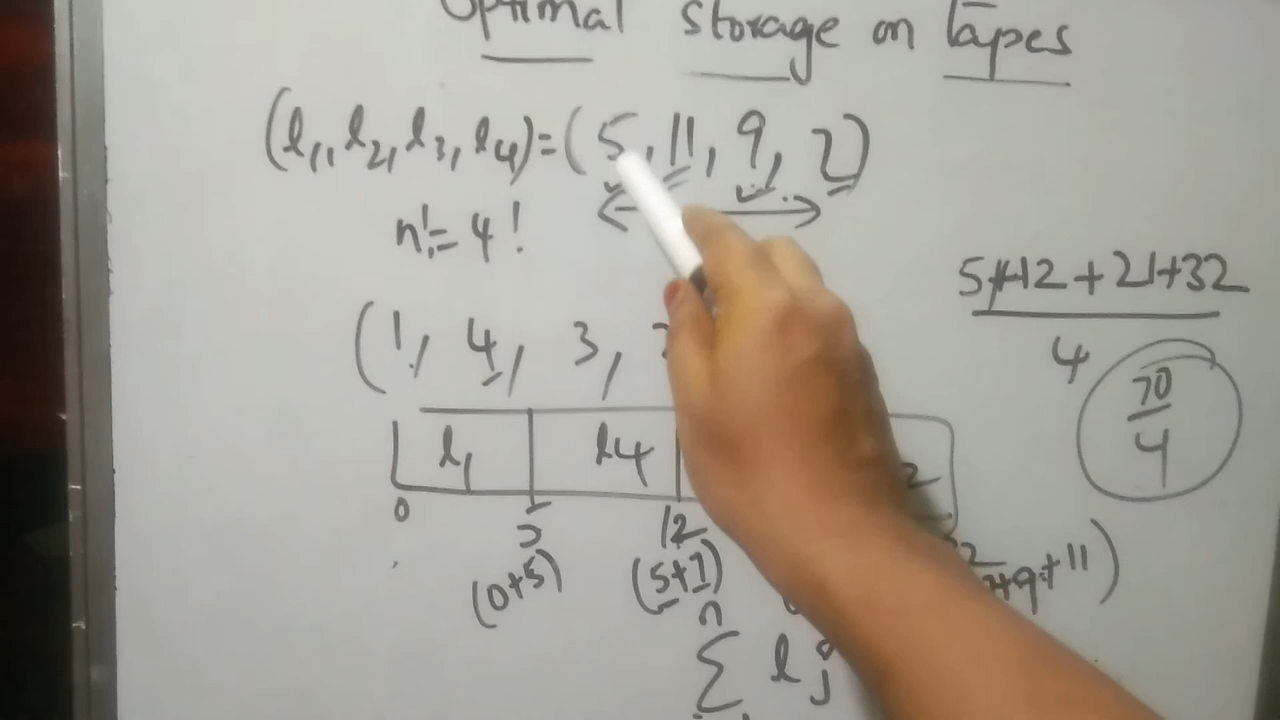 Optimal Storage on Tapes
(l1, l2, l3, l4) = (5, 11, 9, 7)
n! = 4!
5+12+21+32
4
(1, 4, 3,
70
4
l1 l4 2
0 5 12
(0+5) (5+7) +9+11)
n
Σ lj